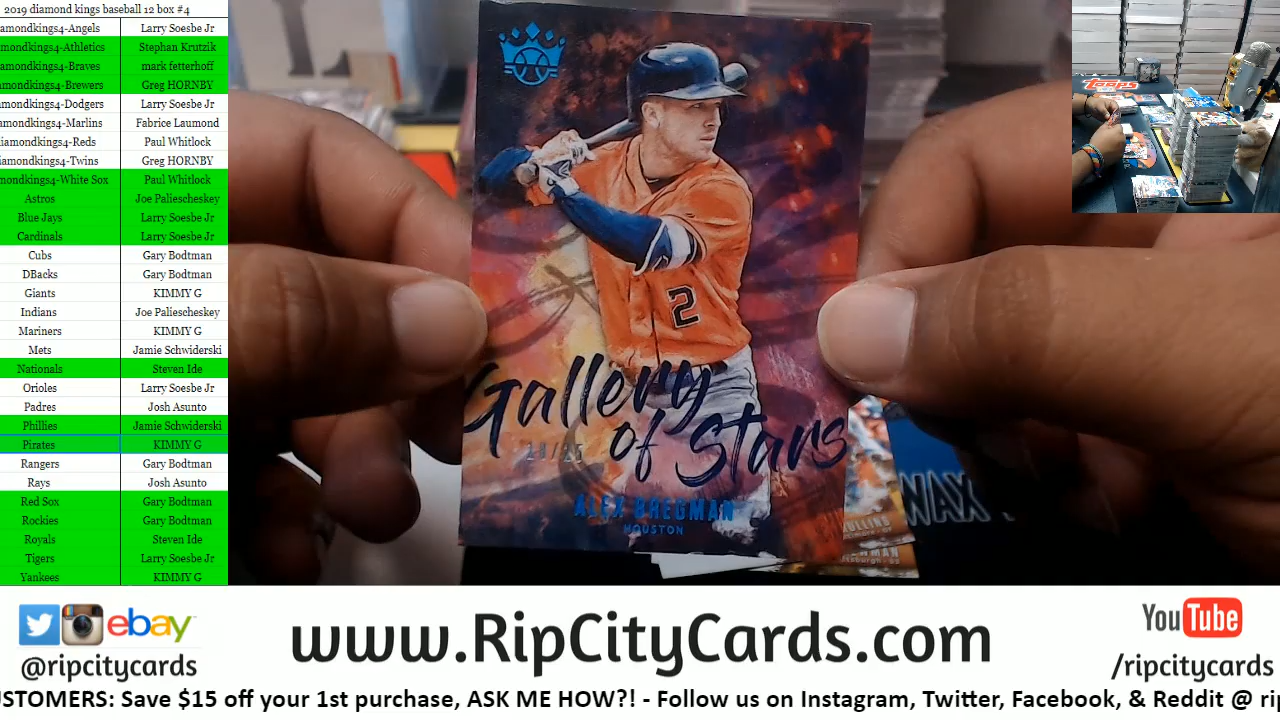 2019 diamond kings baseball 12 box #4
amondkings4-Angels Larry Soesbe Jr
mondkings4-Athletics Stephan Krutzik
amondkings4-Braves mark fetterhoff
amondkings4-Brewers Greg HORNBY
amondkings4-Dodgers Larry Soesbe Jr
amondkings4-Marlins Fabrice Laumond
iamondkings4-Reds Paul Whitlock
iamondkings4-Twins Greg HORNBY
mondkings4-White Sox Paul Whitlock
Astros Joe Paliescheskey
Blue Jays Larry Soesbe Jr
Cardinals Larry Soesbe Jr
Cubs Gary Bodtman
DBacks Gary Bodtman
Giants KIMMY G
Indians Joe Paliescheskey
Mariners KIMMY G
Mets Jamie Schwiderski
Nationals Steven Ide
Orioles Larry Soesbe Jr
Padres Josh Asunto
Phillies Jamie Schwiderski
Pirates KIMMY G
Rangers Gary Bodtman
Rays Josh Asunto
Red Sox Gary Bodtman
Rockies Gary Bodtman
Royals Steven Ide
Tigers Larry Soesbe Jr
Yankees KIMMY G
2
Gallery
of Stars
ALEX BREGMAN
HOUSTON
WAX
Topps
ebay
@ripcitycards
www.RipCityCards.com
YouTube
/ripcitycards
USTOMERS: Save $15 off your 1st purchase, ASK ME HOW?! - Follow us on Instagram, Twitter, Facebook, & Reddit @ rip